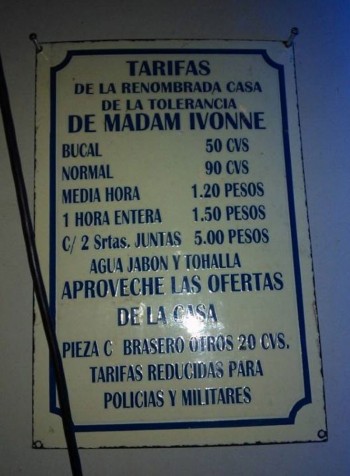 TARIFAS
DE LA RENOMBRADA CASA
DE LA TOLERANCIA
DE MADAM IVONNE
BUCAL 50 CVS
NORMAL 90 CVS
MEDIA HORA 1.20 PESOS
1 HORA ENTERA 1.50 PESOS
C/ 2 Srtas. JUNTAS 5.00 PESOS
AGUA JABON Y TOHALLA
APROVECHE LAS OFERTAS
DE LA CASA
PIEZA C BRASERO OTROS 20 CVS.
TARIFAS REDUCIDAS PARA
POLICIAS Y MILITARES